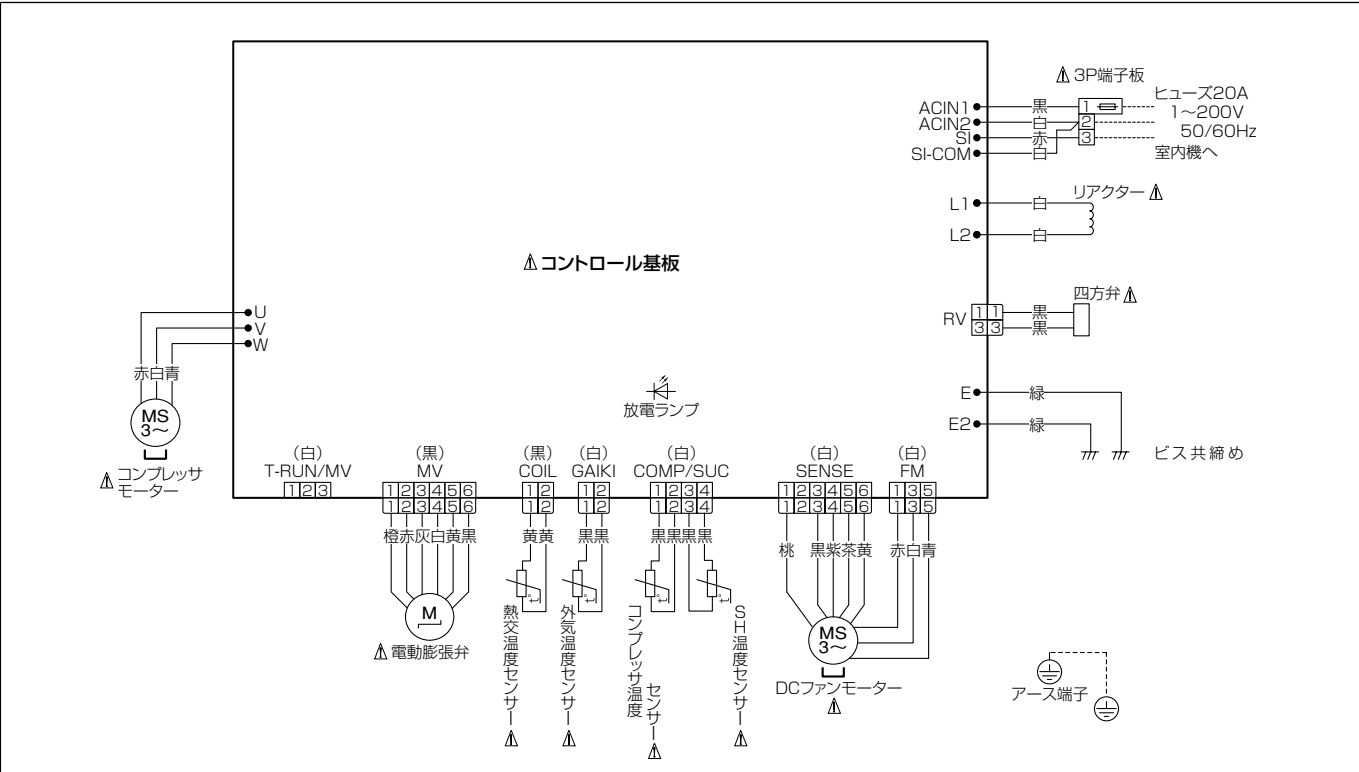 ⚠ 3P端子板
ACIN1 黒 1 ヒューズ20A
ACIN2 白 2 1～200V
SI 赤 3 50/60Hz
SI-COM 白 室内機へ
リアクター ⚠
L1 白
L2 白
⚠ コントロール基板
四方弁 ⚠
RV 1 1 黒
3 3 黒
U
V
W
赤 白 青
MS
3～
⚠ コンプレッサ
モーター
放電ランプ
E 緑
E2 緑
ビス共締め
(白) (黒) (黒) (白) (白) (白) (白)
T-RUN/MV MV COIL GAIKI COMP/SUC SENSE FM
1 2 3 1 2 3 4 5 6 1 2 1 2 1 2 3 4 1 2 3 4 5 6 1 3 5
1 2 3 4 5 6 1 2 1 2 1 2 3 4 1 2 3 4 5 6 1 3 5
橙 赤 灰 白 黄 黒 黄 黄 黒 黒 黒 黒 黒 黒 桃 黒 紫 茶 黄 赤 白 青
M
⚠ 電動膨張弁
t°
熱交温度センサー ⚠
t°
外気温度センサー ⚠
t°
コンプレッサ温度
センサー ⚠
t°
SH温度センサー ⚠
MS
3～
DCファンモーター
⚠
アース端子